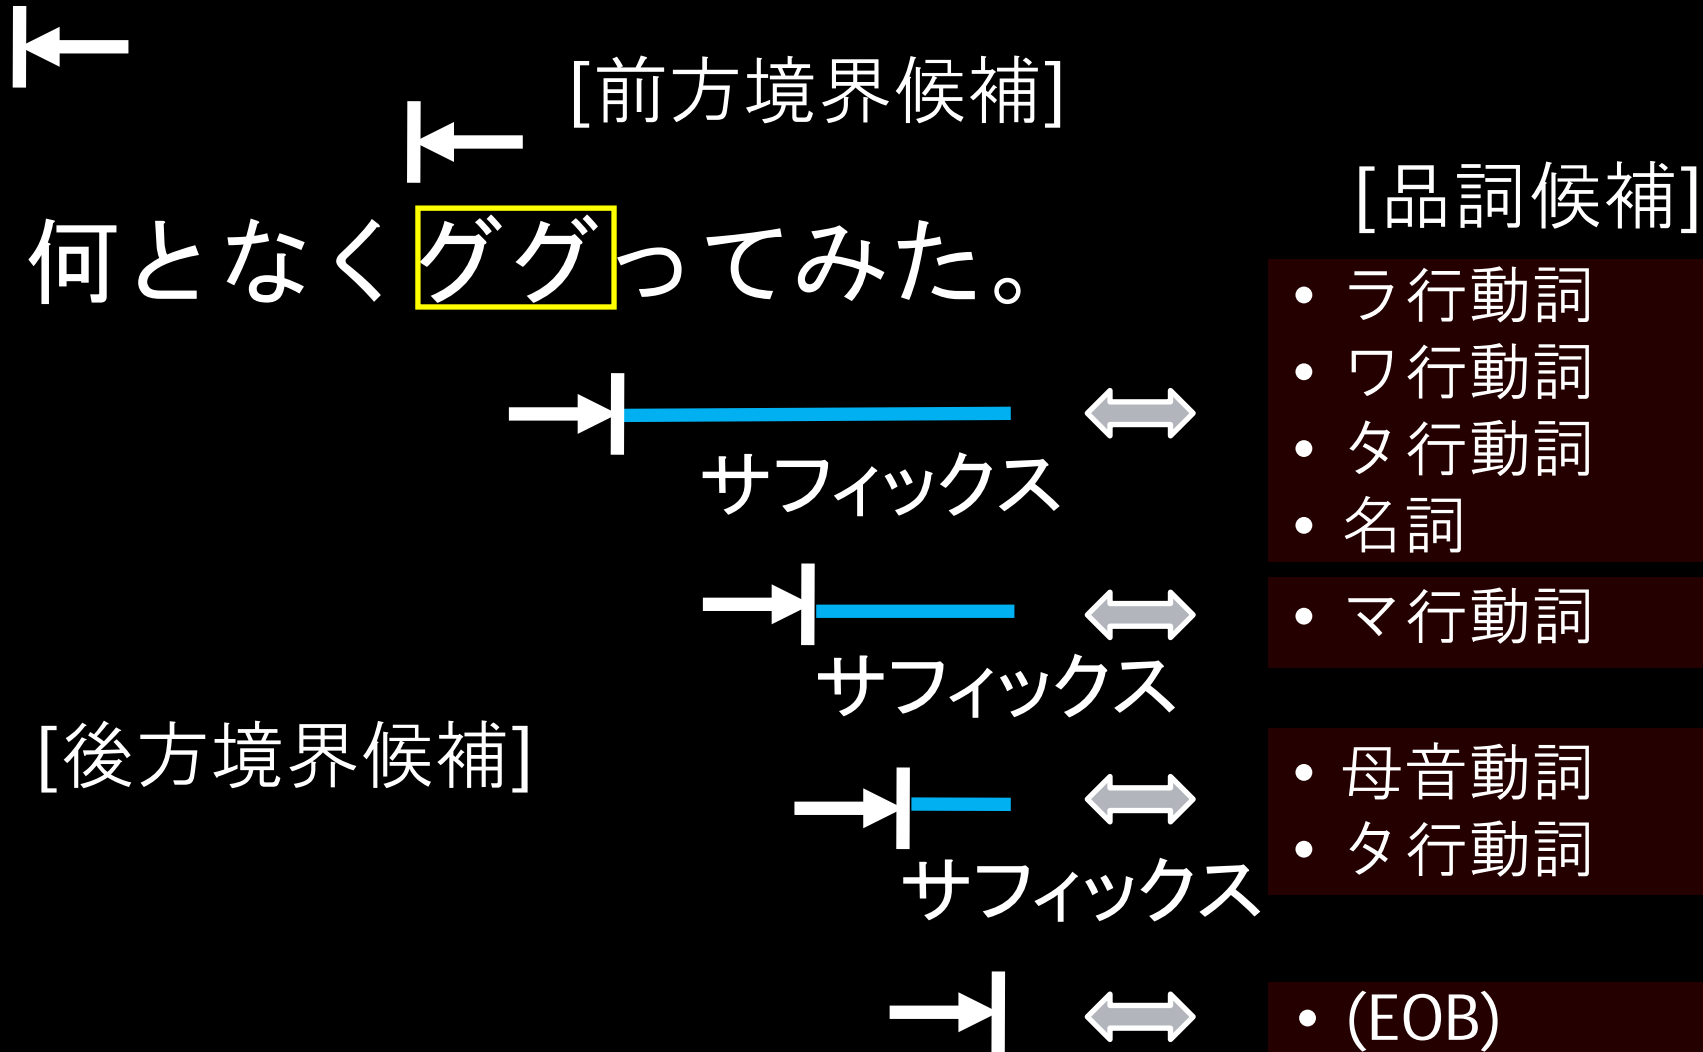 [前方境界候補]
[品詞候補]
何となくググってみた。
• ラ行動詞
• ワ行動詞
• タ行動詞
• 名詞
サフィックス
• マ行動詞
サフィックス
[後方境界候補]
• 母音動詞
• タ行動詞
サフィックス
• (EOB)